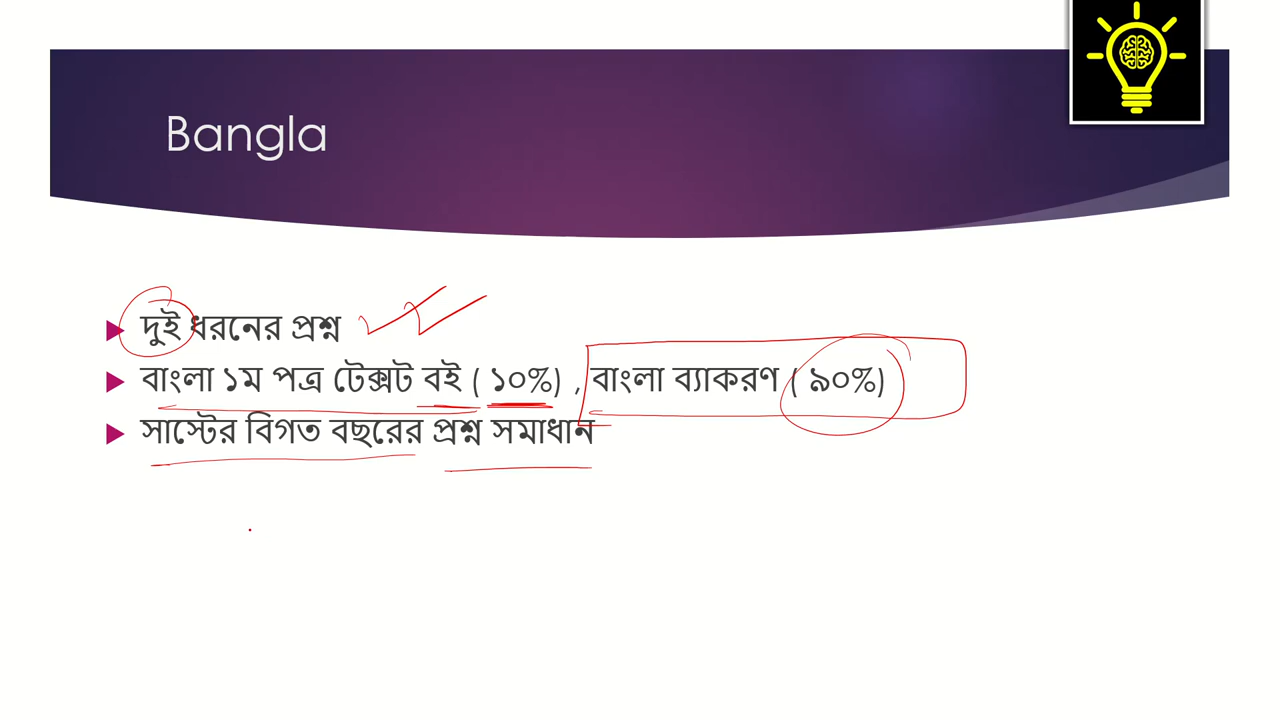 Bangla
দুই ধরনের প্রশ্ন
বাংলা ১ম পত্র টেক্সট বই ( ১০%) , বাংলা ব্যাকরণ ( ৯০%)
সাস্টের বিগত বছরের প্রশ্ন সমাধান